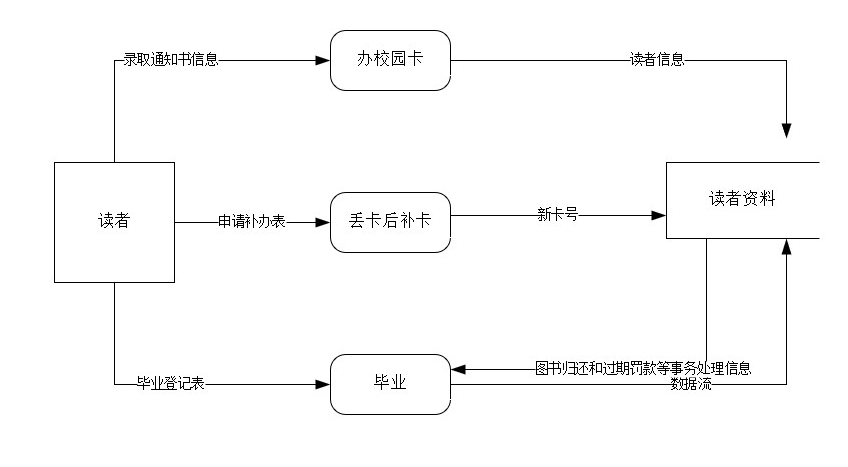 录取通知书信息
办校园卡
读者信息
读者
申请补办表
丢卡后补卡
新卡号
读者资料
毕业登记表
毕业
图书归还和过期罚款等事务处理信息
数据流